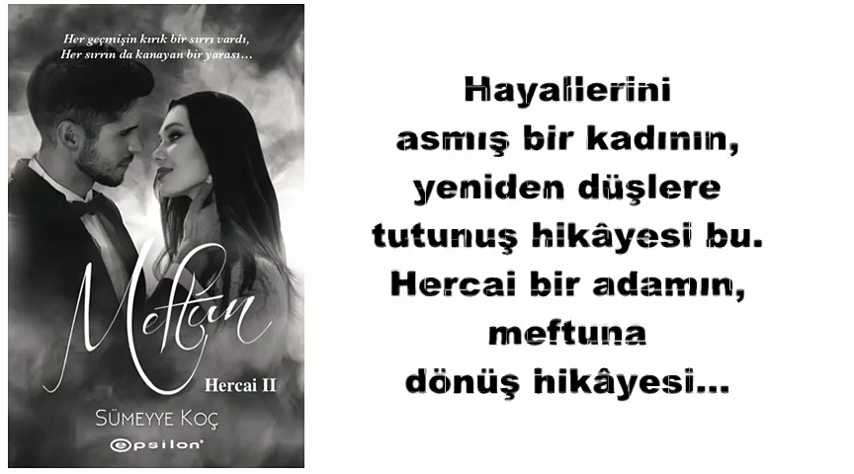 Her geçmişin kırık bir sırrı vardı,
Her sırrın da kanayan bir yarası...
Meftun
Hercai II
SÜMEYYE KOÇ
epsilon
Hayallerini
asmış bir kadının,
yeniden düşlere
tutunuş hikâyesi bu.
Hercai bir adamın,
meftuna
dönüş hikâyesi...